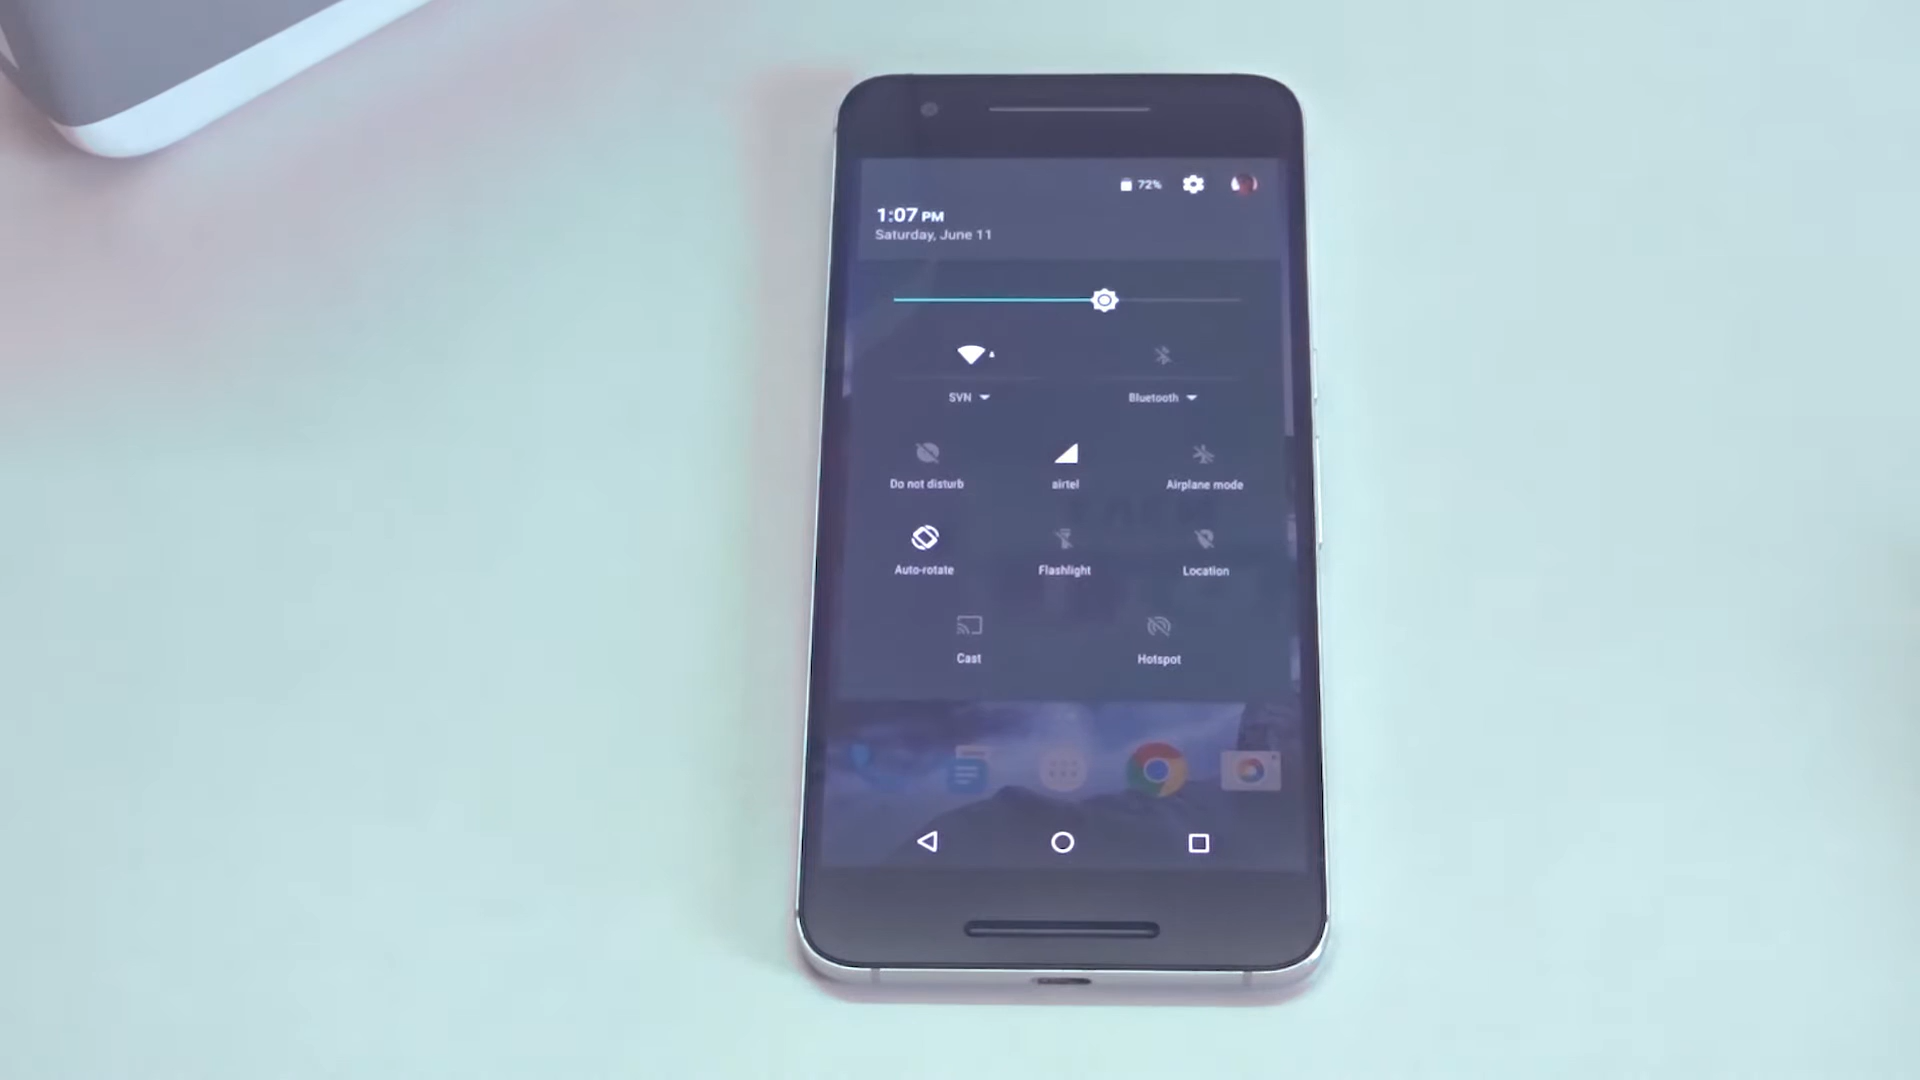 72%
1:07 PM
Saturday, June 11
SVN
Bluetooth
Do not disturb
airtel
Airplane mode
Auto-rotate
Flashlight
Location
Cast
Hotspot